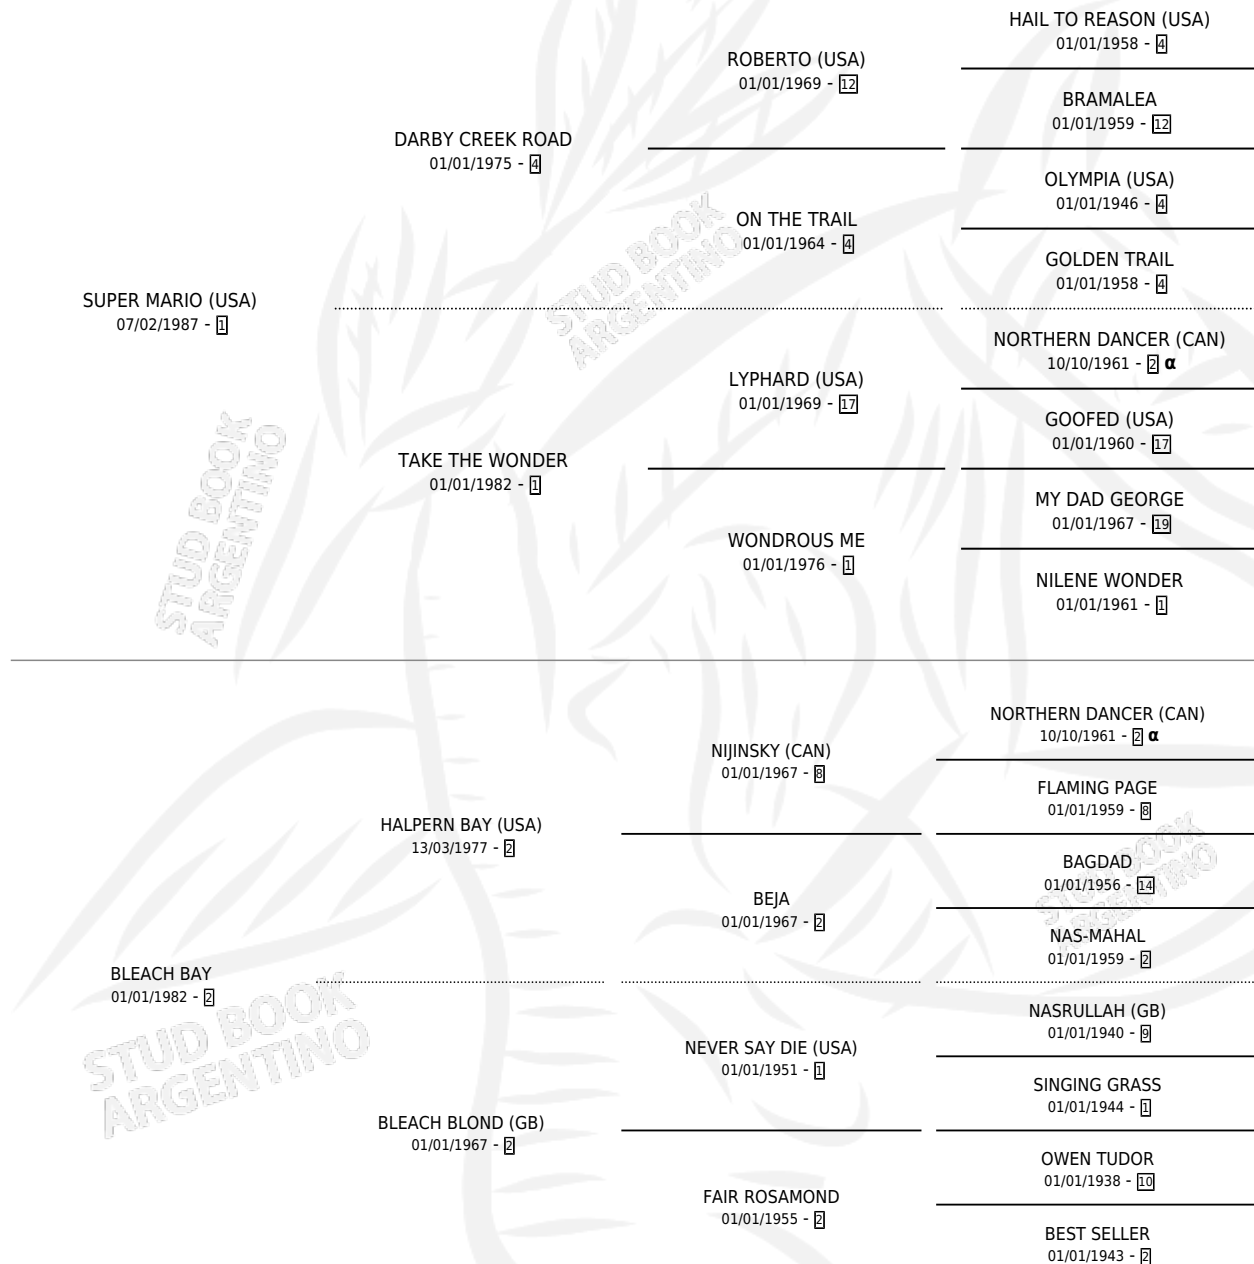 HAIL TO REASON (USA)
01/01/1958 - 4
ROBERTO (USA)
01/01/1969 - 12
BRAMALEA
01/01/1959 - 12
DARBY CREEK ROAD
01/01/1975 - 4
OLYMPIA (USA)
01/01/1946 - 4
ON THE TRAIL
01/01/1964 - 4
GOLDEN TRAIL
01/01/1958 - 4
SUPER MARIO (USA)
07/02/1987 - 1
NORTHERN DANCER (CAN)
10/10/1961 - 2 α
LYPHARD (USA)
01/01/1969 - 17
GOOFED (USA)
01/01/1960 - 17
TAKE THE WONDER
01/01/1982 - 1
MY DAD GEORGE
01/01/1967 - 19
WONDROUS ME
01/01/1976 - 1
NILENE WONDER
01/01/1961 - 1
NORTHERN DANCER (CAN)
10/10/1961 - 2 α
NIJINSKY (CAN)
01/01/1967 - 8
FLAMING PAGE
01/01/1959 - 8
HALPERN BAY (USA)
13/03/1977 - 2
BAGDAD
01/01/1956 - 14
BEJA
01/01/1967 - 2
NAS-MAHAL
01/01/1959 - 2
BLEACH BAY
01/01/1982 - 2
NASRULLAH (GB)
01/01/1940 - 9
NEVER SAY DIE (USA)
01/01/1951 - 1
SINGING GRASS
01/01/1944 - 1
BLEACH BLOND (GB)
01/01/1967 - 2
OWEN TUDOR
01/01/1938 - 10
FAIR ROSAMOND
01/01/1955 - 2
BEST SELLER
01/01/1943 - 2
STUD BOOK
ARGENTINO
STUD BOOK
ARGENTINO
STUD BOOK
ARGENTINO
STUD BOOK
ARGENTINO